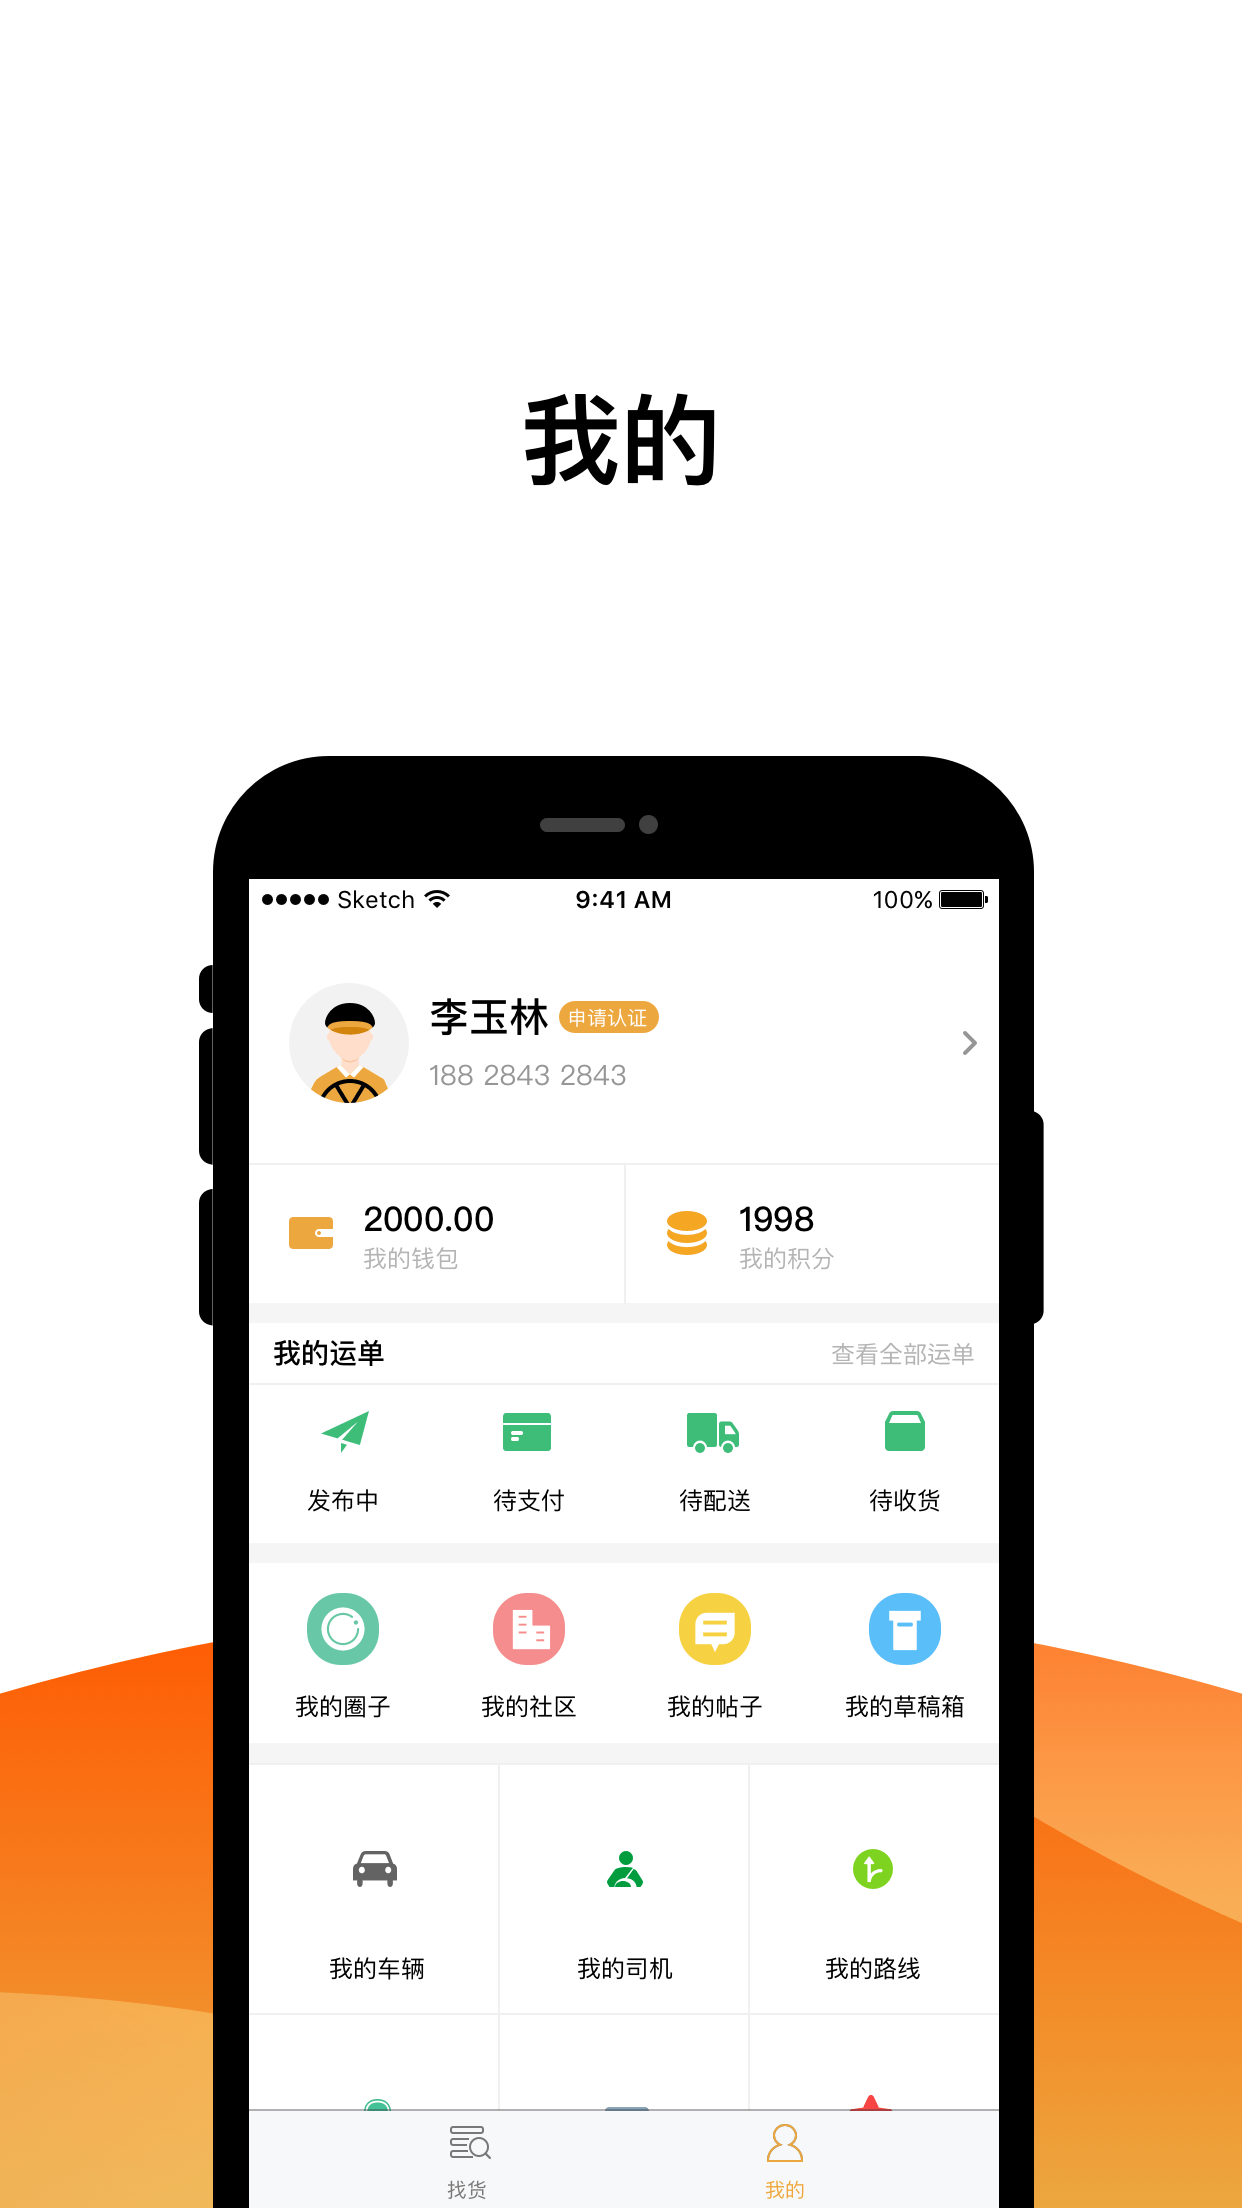 我的
Sketch 9:41 AM 100%
李玉林 申请认证
188 2843 2843
2000.00 1998
我的钱包 我的积分
我的运单 查看全部运单
发布中 待支付 待配送 待收货
我的圈子 我的社区 我的帖子 我的草稿箱
我的车辆 我的司机 我的路线
找货 我的